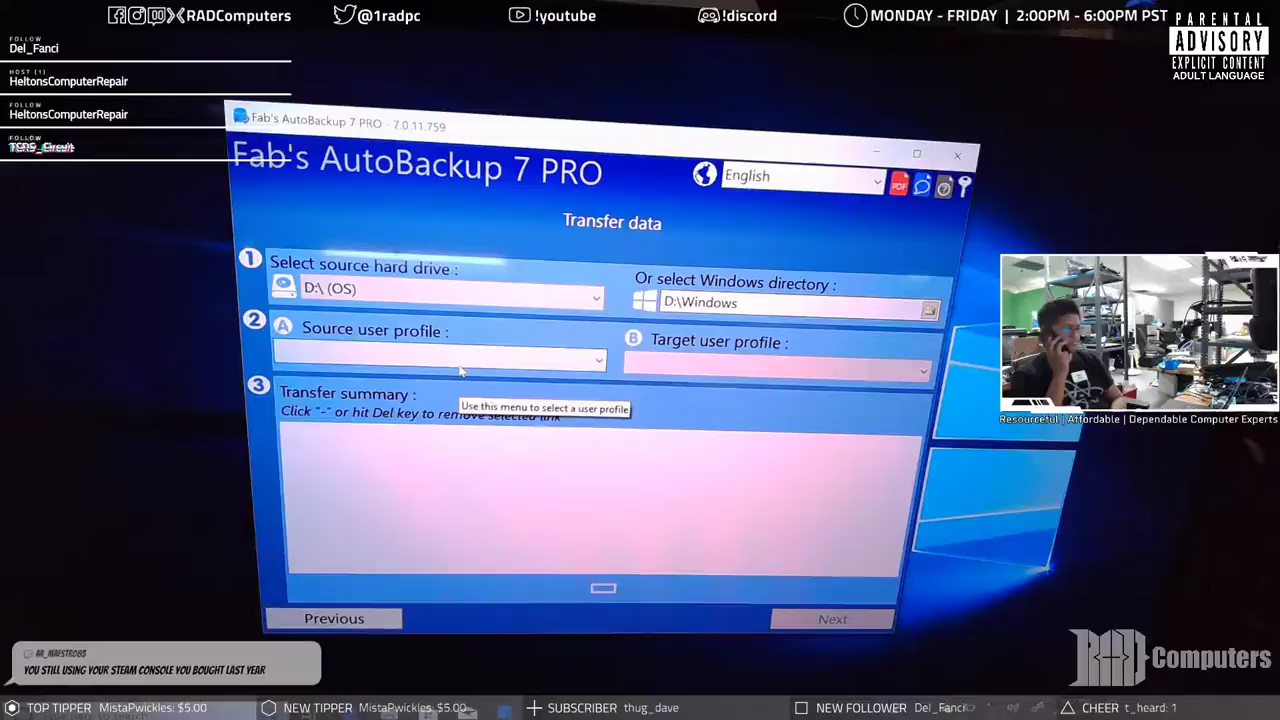 RADComputers
@1radpc
!youtube
!discord
MONDAY - FRIDAY | 2:00PM - 6:00PM PST
PARENTAL
ADVISORY
EXPLICIT CONTENT
ADULT LANGUAGE
FOLLOW
Del_Fanci
HOST (1)
HeltonsComputerRepair
FOLLOW
HeltonsComputerRepair
FOLLOW
Fab's AutoBackup 7 PRO - 7.0.11.759
Fab's AutoBackup 7 PRO
English
PDF
Transfer data
1 Select source hard drive :
D:\ (OS)
Or select Windows directory :
D:\Windows
2 A Source user profile :
B Target user profile :
3 Transfer summary :
Click "-" or hit Del key to remove selected link
Use this menu to select a user profile
Previous
Next
Resourceful | Affordable | Dependable Computer Experts
AR_MAESTRO83
YOU STILL USING YOUR STEAM CONSOLE YOU BOUGHT LAST YEAR
RAD Computers
TOP TIPPER MistaPwickles: $5.00
NEW TIPPER MistaPwickles: $5.00
SUBSCRIBER thug_dave
NEW FOLLOWER Del_Fanci
CHEER t_heard: 1